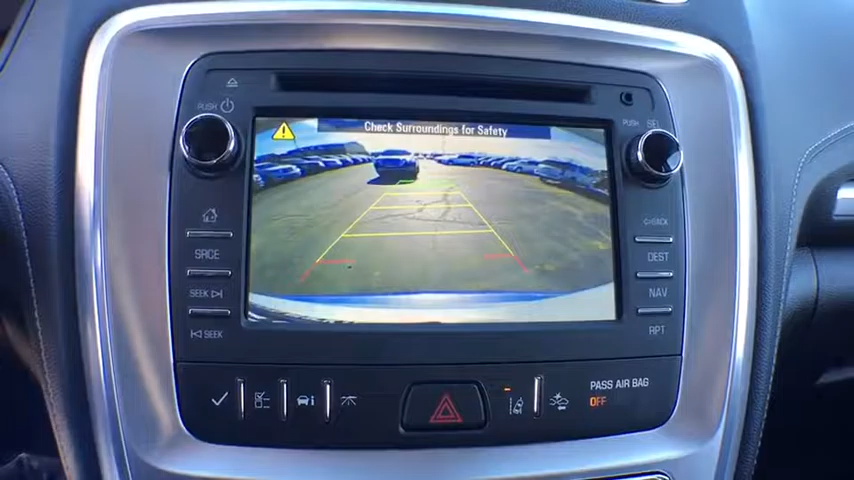 PUSH
Check Surroundings for Safety
PUSH SEL
BACK
SRCE
DEST
SEEK
NAV
SEEK
RPT
i
PASS AIR BAG
OFF